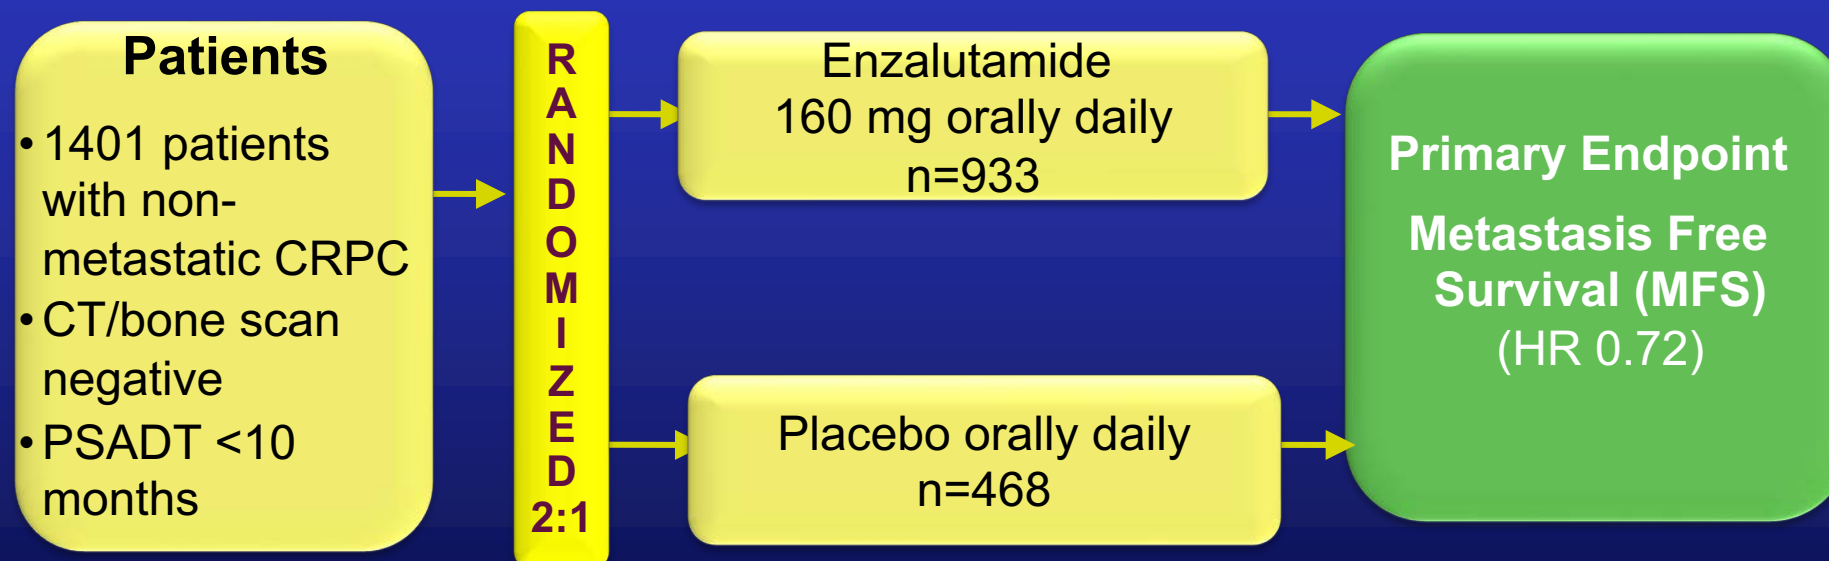 Patients
• 1401 patients
with non-
metastatic CRPC
• CT/bone scan
negative
• PSADT <10
months
R
A
N
D
O
M
I
Z
E
D
2:1
Enzalutamide
160 mg orally daily
n=933
Placebo orally daily
n=468
Primary Endpoint
Metastasis Free
Survival (MFS)
(HR 0.72)